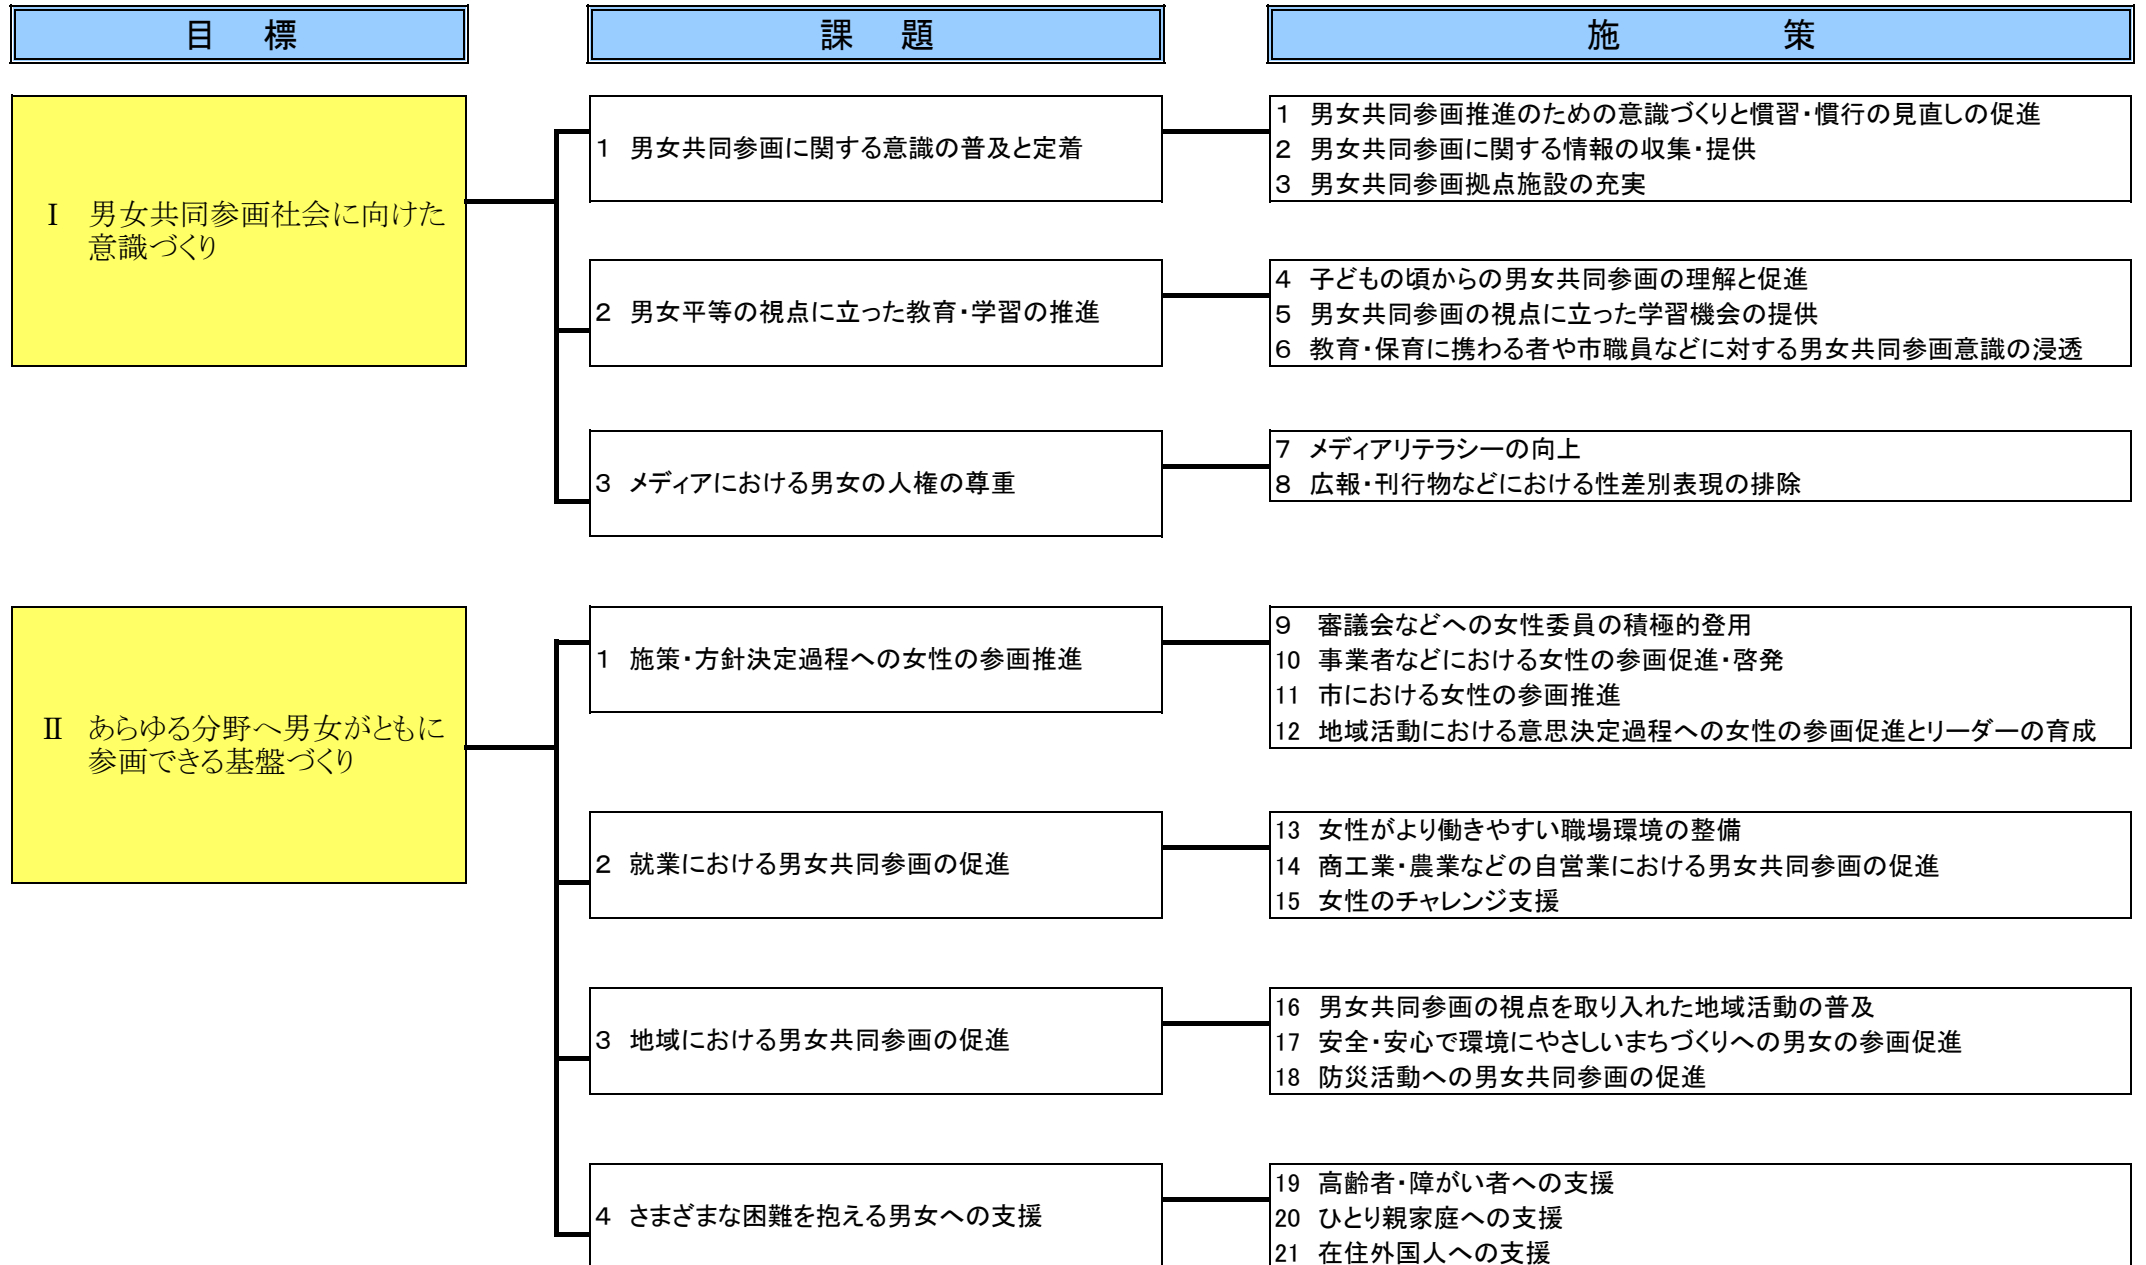 目標
課題
施策
Ⅰ 男女共同参画社会に向けた
意識づくり
1 男女共同参画に関する意識の普及と定着
1 男女共同参画推進のための意識づくりと慣習・慣行の見直しの促進
2 男女共同参画に関する情報の収集・提供
3 男女共同参画拠点施設の充実
2 男女平等の視点に立った教育・学習の推進
4 子どもの頃からの男女共同参画の理解と促進
5 男女共同参画の視点に立った学習機会の提供
6 教育・保育に携わる者や市職員などに対する男女共同参画意識の浸透
3 メディアにおける男女の人権の尊重
7 メディアリテラシーの向上
8 広報・刊行物などにおける性差別表現の排除
Ⅱ あらゆる分野へ男女がともに
参画できる基盤づくり
1 施策・方針決定過程への女性の参画推進
9 審議会などへの女性委員の積極的登用
10 事業者などにおける女性の参画促進・啓発
11 市における女性の参画推進
12 地域活動における意思決定過程への女性の参画促進とリーダーの育成
2 就業における男女共同参画の促進
13 女性がより働きやすい職場環境の整備
14 商工業・農業などの自営業における男女共同参画の促進
15 女性のチャレンジ支援
3 地域における男女共同参画の促進
16 男女共同参画の視点を取り入れた地域活動の普及
17 安全・安心で環境にやさしいまちづくりへの男女の参画促進
18 防災活動への男女共同参画の促進
4 さまざまな困難を抱える男女への支援
19 高齢者・障がい者への支援
20 ひとり親家庭への支援
21 在住外国人への支援